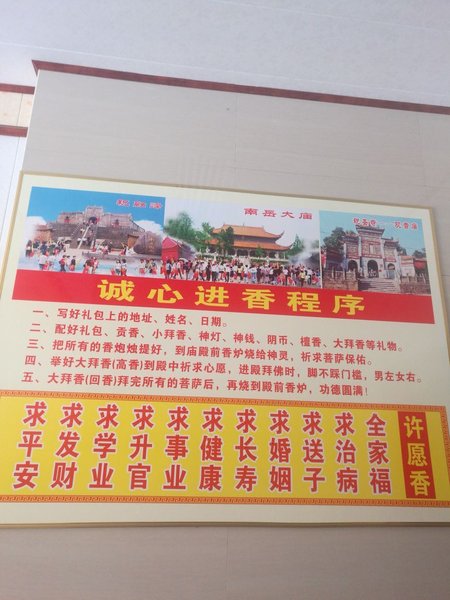 南岳大庙
诚心进香程序
一、写好礼包上的地址、姓名、日期。
二、配好礼包、贡香、小拜香、神灯、神钱、阴币、檀香、大拜香等礼物。
三、把所有的香炮烛提好，到庙殿前香炉烧给神灵，祈求菩萨保佑。
四、举好大拜香(高香)到殿中祈求心愿，进殿拜佛时，脚不踩门槛，男左女右。
五、大拜香(回香)拜完所有的菩萨后，再烧到殿前香炉，功德圆满！
许愿香
全家福
求治病
求送子
求婚姻
求长寿
求健康
求事业
求升官
求学业
求发财
求平安